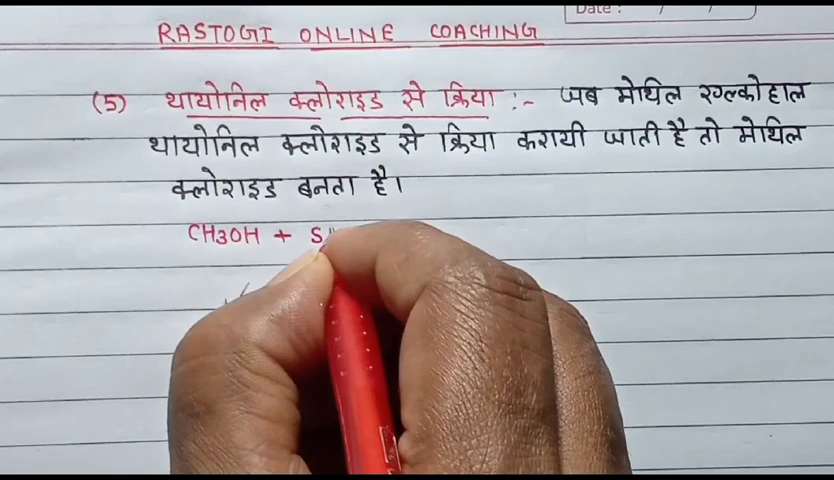 Date : / /
RASTOGI ONLINE COACHING
(5) थायोनिल क्लोराइड से क्रिया :- जब मेथिल एल्कोहाल
थायोनिल क्लोराइड से क्रिया करायी जाती है तो मेथिल
क्लोराइड बनता है।
CH3OH + S